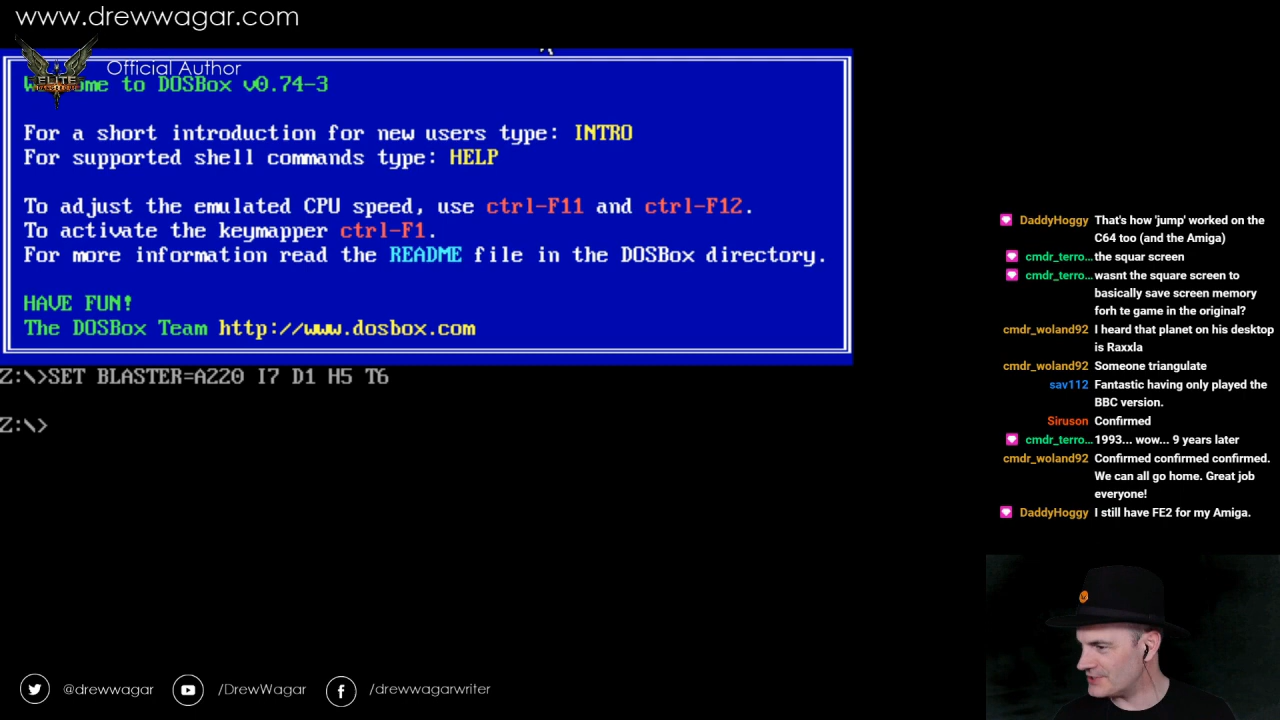 www.drewwagar.com
Official Author
ELITE
DANGEROUS
Welcome to DOSBox v0.74-3
For a short introduction for new users type: INTRO
For supported shell commands type: HELP
To adjust the emulated CPU speed, use ctrl-F11 and ctrl-F12.
To activate the keymapper ctrl-F1.
For more information read the README file in the DOSBox directory.
HAVE FUN!
The DOSBox Team http://www.dosbox.com
Z:\>SET BLASTER=A220 I7 D1 H5 T6
Z:\>
DaddyHoggy That's how 'jump' worked on the
C64 too (and the Amiga)
cmdr_terro... the squar screen
cmdr_terro... wasnt the square screen to
basically save screen memory
forh te game in the original?
cmdr_woland92 I heard that planet on his desktop
is Raxxla
cmdr_woland92 Someone triangulate
sav112 Fantastic having only played the
BBC version.
Siruson Confirmed
cmdr_terro... 1993... wow... 9 years later
cmdr_woland92 Confirmed confirmed confirmed.
We can all go home. Great job
everyone!
DaddyHoggy I still have FE2 for my Amiga.
@drewwagar /DrewWagar /drewwagarwriter